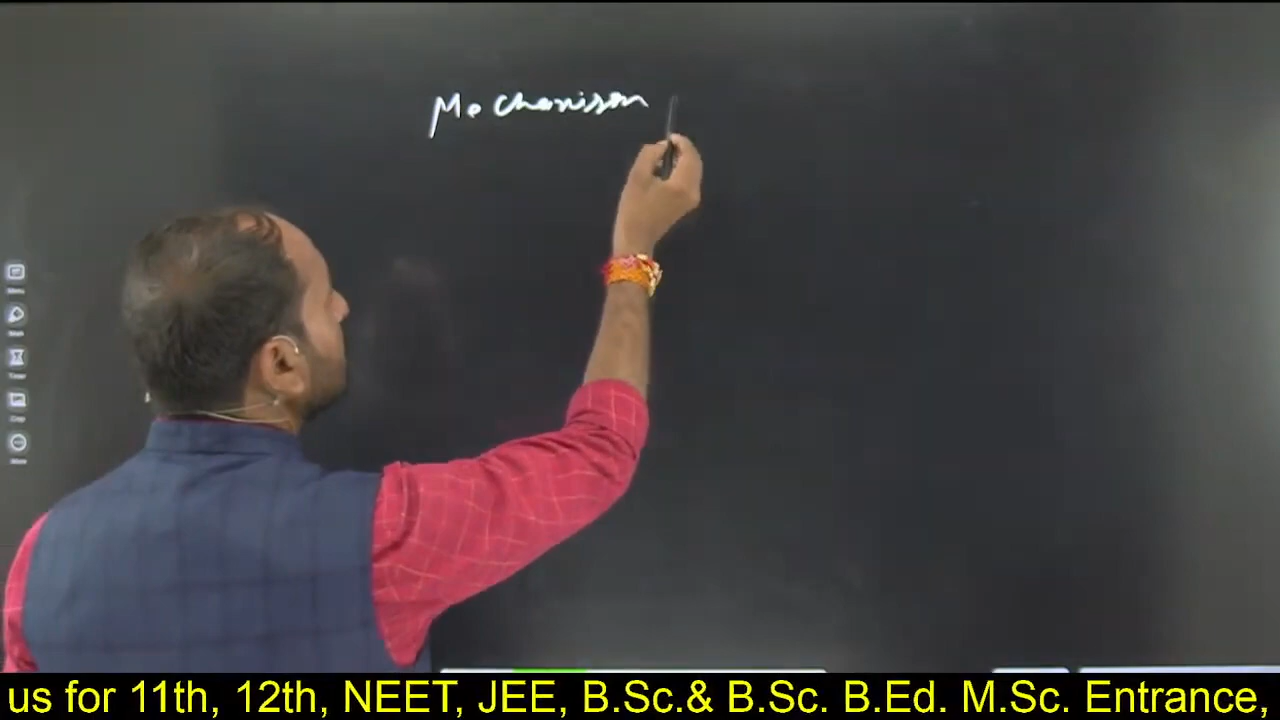 Mechanism
us for 11th, 12th, NEET, JEE, B.Sc.& B.Sc. B.Ed. M.Sc. Entrance,